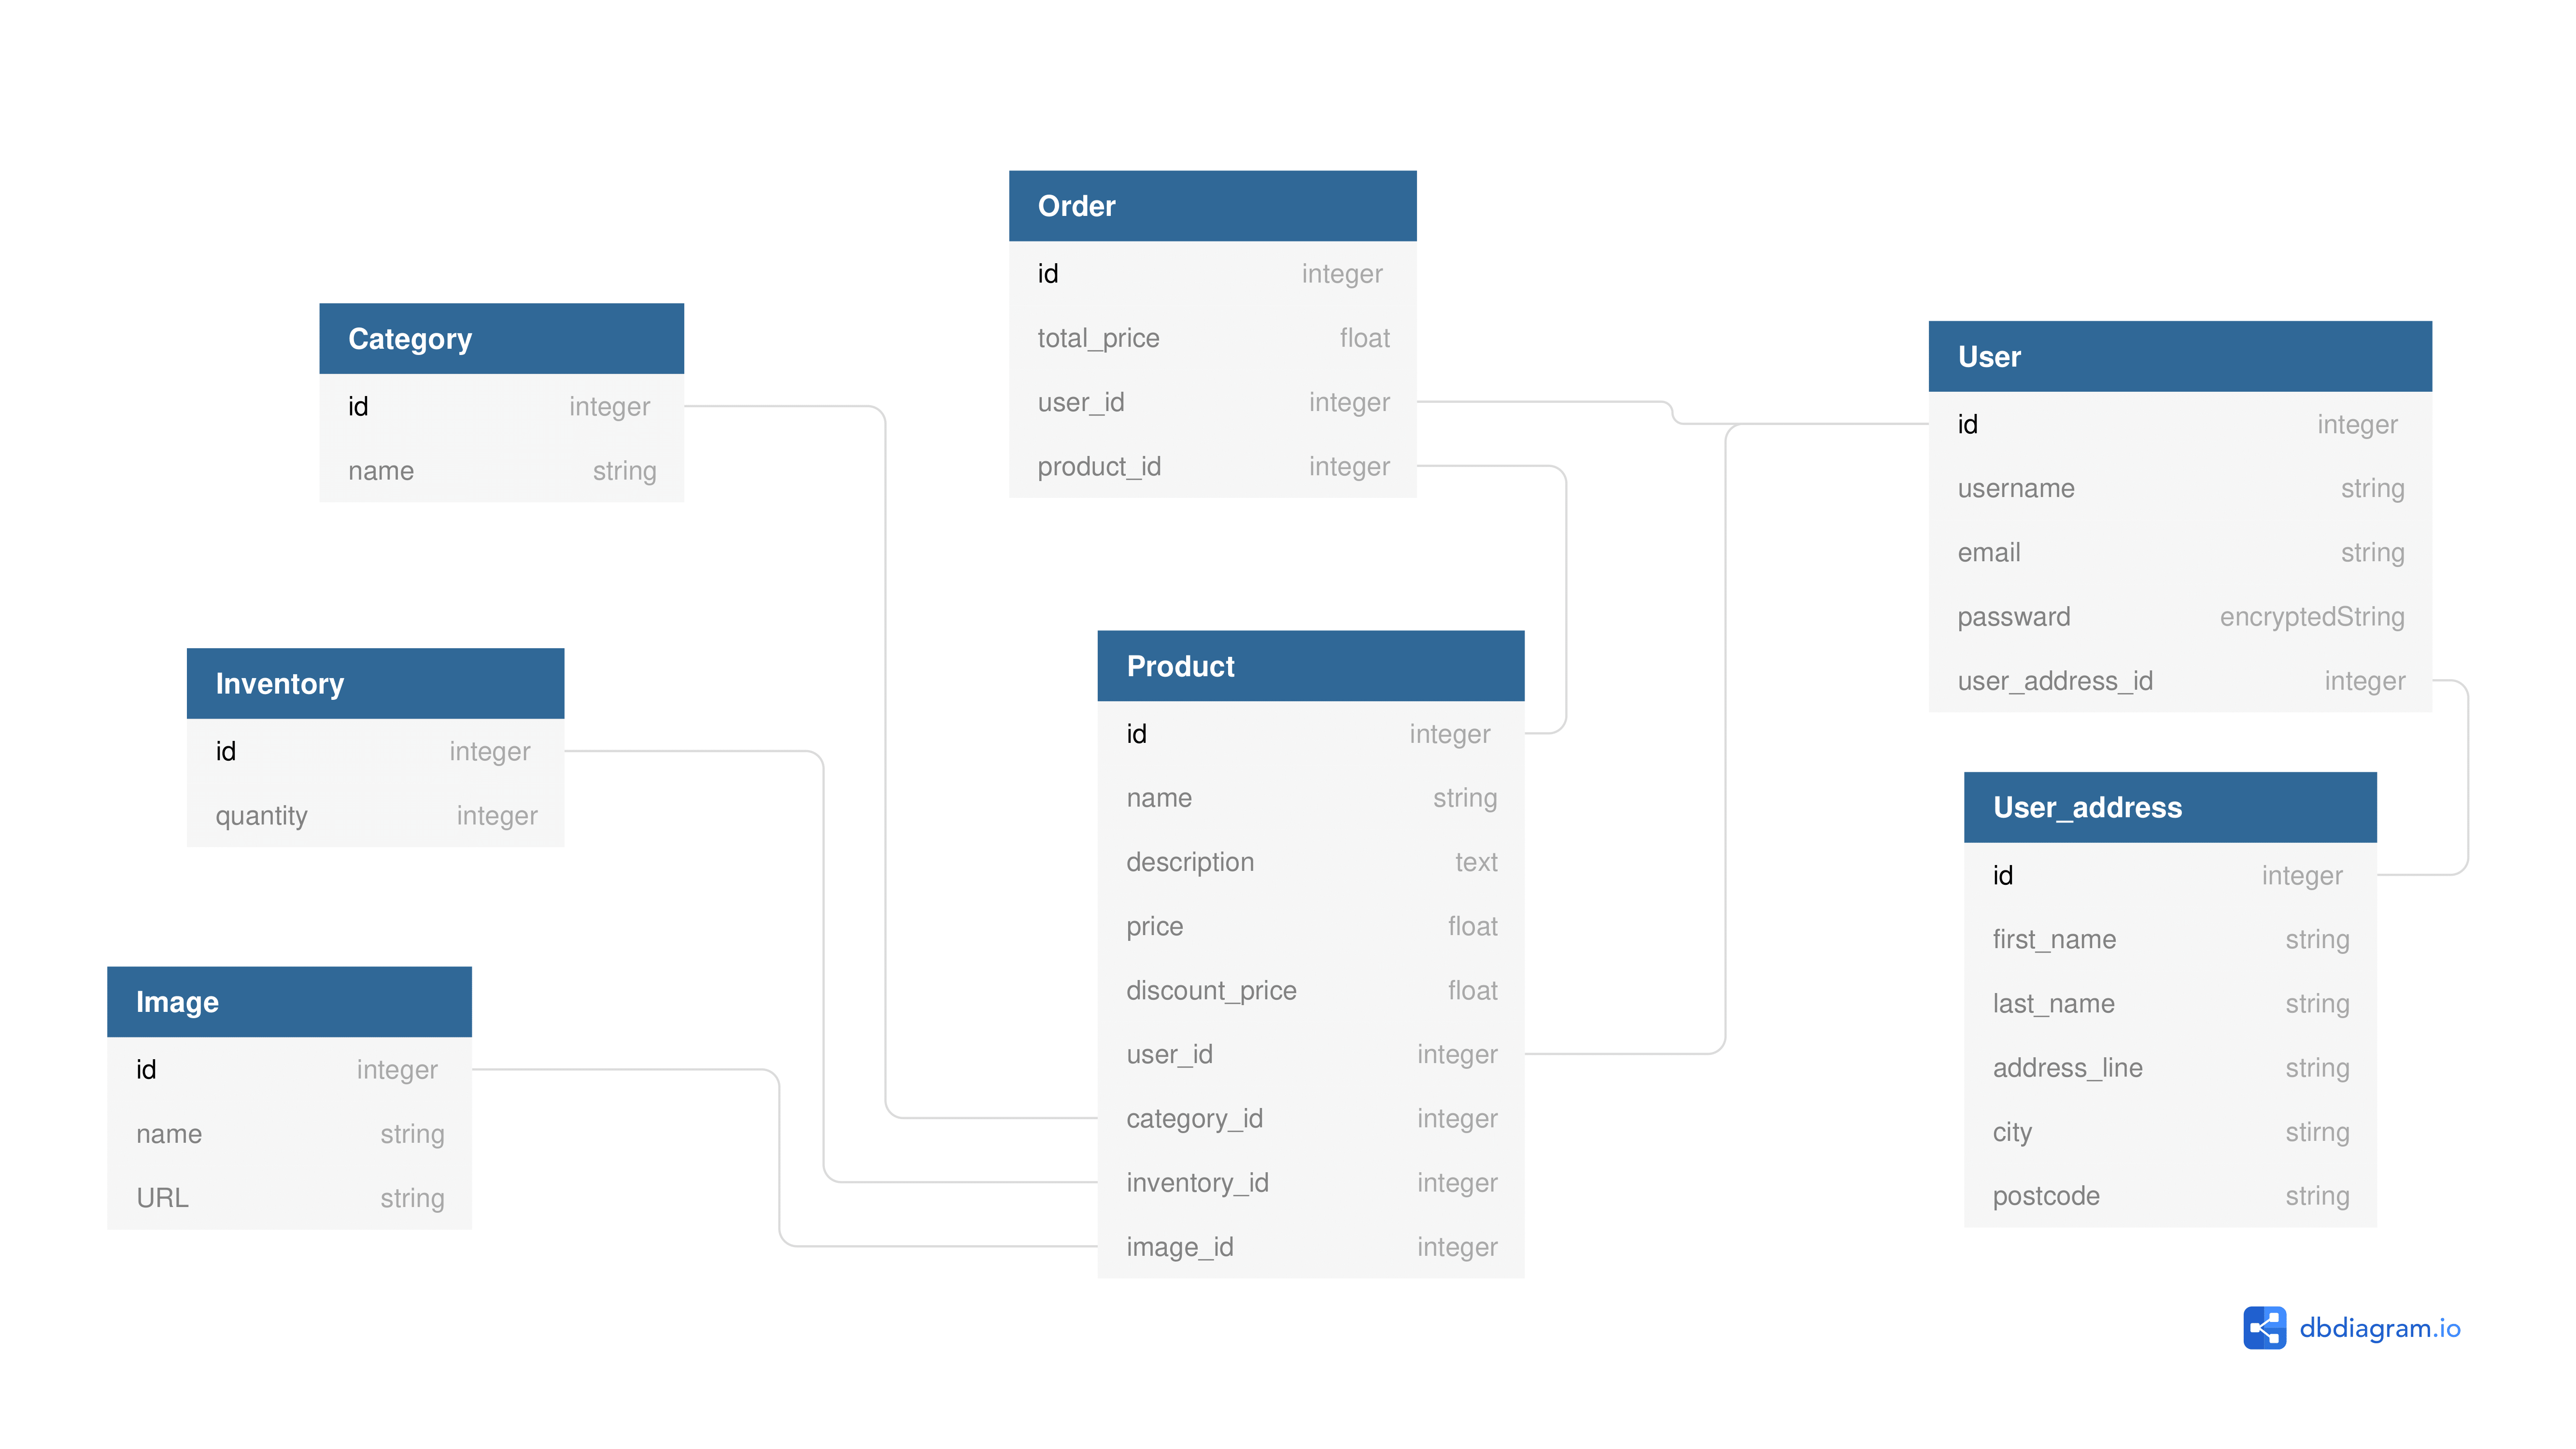 Order
id integer
total_price float
user_id integer
product_id integer
Category
id integer
name string
User
id integer
username string
email string
passward encryptedString
user_address_id integer
Inventory
id integer
quantity integer
Product
id integer
name string
description text
price float
discount_price float
user_id integer
category_id integer
inventory_id integer
image_id integer
User_address
id integer
first_name string
last_name string
address_line string
city stirng
postcode string
Image
id integer
name string
URL string
dbdiagram.io